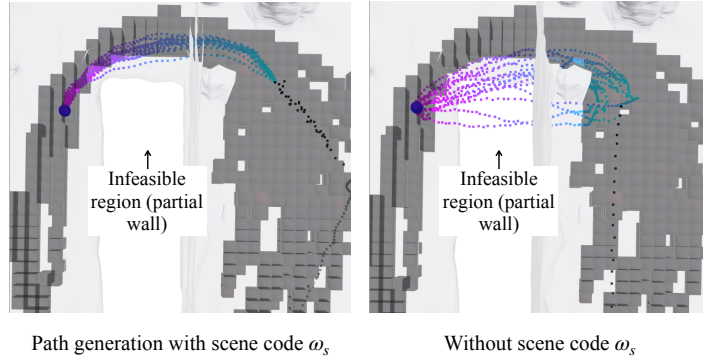 Infeasible
region (partial
wall)
Infeasible
region (partial
wall)
Path generation with scene code ωₛ
Without scene code ωₛ